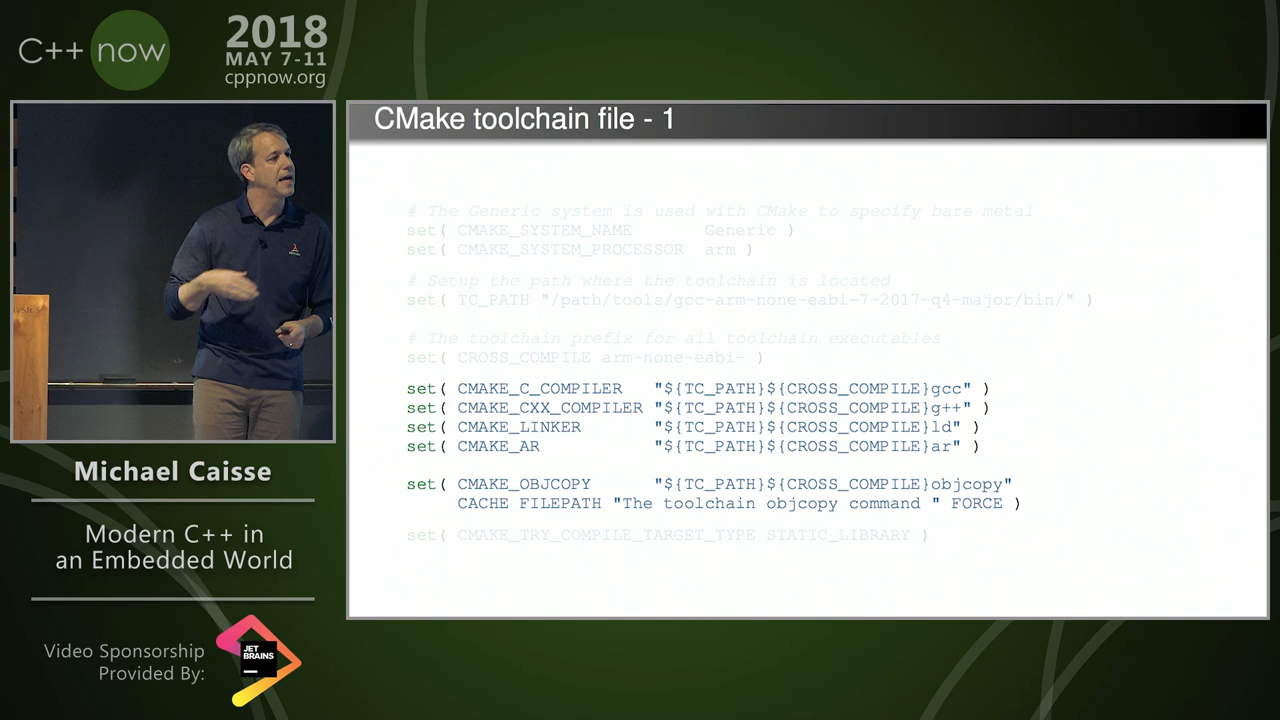 C++ now
2018
MAY 7-11
cppnow.org
CMake toolchain file - 1
# The Generic system is used with CMake to specify bare metal
set( CMAKE_SYSTEM_NAME Generic )
set( CMAKE_SYSTEM_PROCESSOR arm )
# Setup the path where the toolchain is located
set( TC_PATH "/path/tools/gcc-arm-none-eabi-7-2017-q4-major/bin/" )
# The toolchain prefix for all toolchain executables
set( CROSS_COMPILE arm-none-eabi- )
set( CMAKE_C_COMPILER "${TC_PATH}${CROSS_COMPILE}gcc" )
set( CMAKE_CXX_COMPILER "${TC_PATH}${CROSS_COMPILE}g++" )
set( CMAKE_LINKER "${TC_PATH}${CROSS_COMPILE}ld" )
set( CMAKE_AR "${TC_PATH}${CROSS_COMPILE}ar" )
set( CMAKE_OBJCOPY "${TC_PATH}${CROSS_COMPILE}objcopy"
CACHE FILEPATH "The toolchain objcopy command " FORCE )
set( CMAKE_TRY_COMPILE_TARGET_TYPE STATIC_LIBRARY )
Michael Caisse
Modern C++ in
an Embedded World
Video Sponsorship
Provided By:
JET
BRAINS